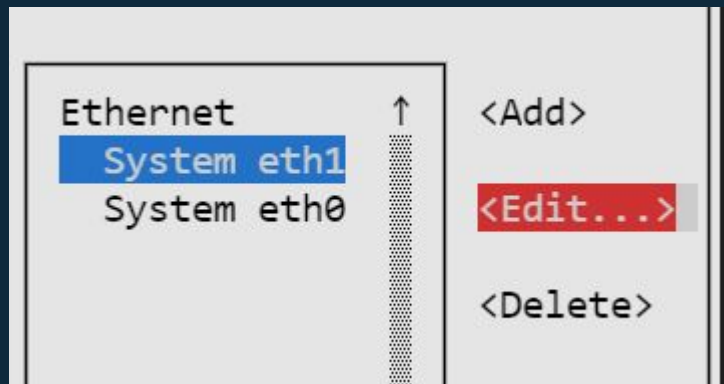 Ethernet ↑ <Add>
System eth1
System eth0 <Edit...>
<Delete>